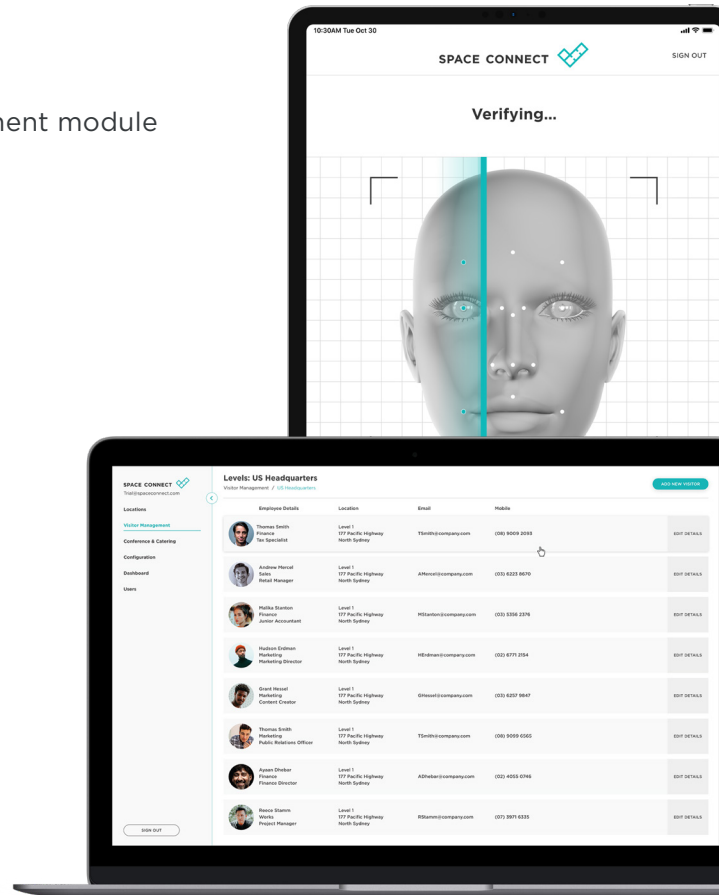 10:30AM Tue Oct 30
SPACE CONNECT
SIGN OUT
ment module
Verifying...
SPACE CONNECT
Trial@spaceconnect.com
Locations
Visitor Management
Conference & Catering
Configuration
Dashboard
Users
SIGN OUT
Levels: US Headquarters
Visitor Management / US Headquarters
ADD NEW VISITOR
Employee Details Location Email Mobile
Thomas Smith Level 1
Finance 177 Pacific Highway TSmith@company.com (08) 9009 2093 EDIT DETAILS
Tax Specialist North Sydney
Andrew Mercel Level 1
Sales 177 Pacific Highway AMercel@company.com (03) 6223 8670 EDIT DETAILS
Retail Manager North Sydney
Malika Stanton Level 1
Finance 177 Pacific Highway MStanton@company.com (03) 5356 2376 EDIT DETAILS
Junior Accountant North Sydney
Hudson Erdman Level 1
Marketing 177 Pacific Highway HErdman@company.com (02) 6771 2154 EDIT DETAILS
Marketing Director North Sydney
Grant Hessel Level 1
Marketing 177 Pacific Highway GHessel@company.com (03) 6257 9847 EDIT DETAILS
Content Creator North Sydney
Thomas Smith Level 1
Marketing 177 Pacific Highway TSmith@company.com (08) 9099 6565 EDIT DETAILS
Public Relations Officer North Sydney
Ayaan Dhebar Level 1
Finance 177 Pacific Highway ADhebar@company.com (02) 4055 0746 EDIT DETAILS
Finance Director North Sydney
Reece Stamm Level 1
Works 177 Pacific Highway RStamm@company.com (07) 3971 6335 EDIT DETAILS
Project Manager North Sydney